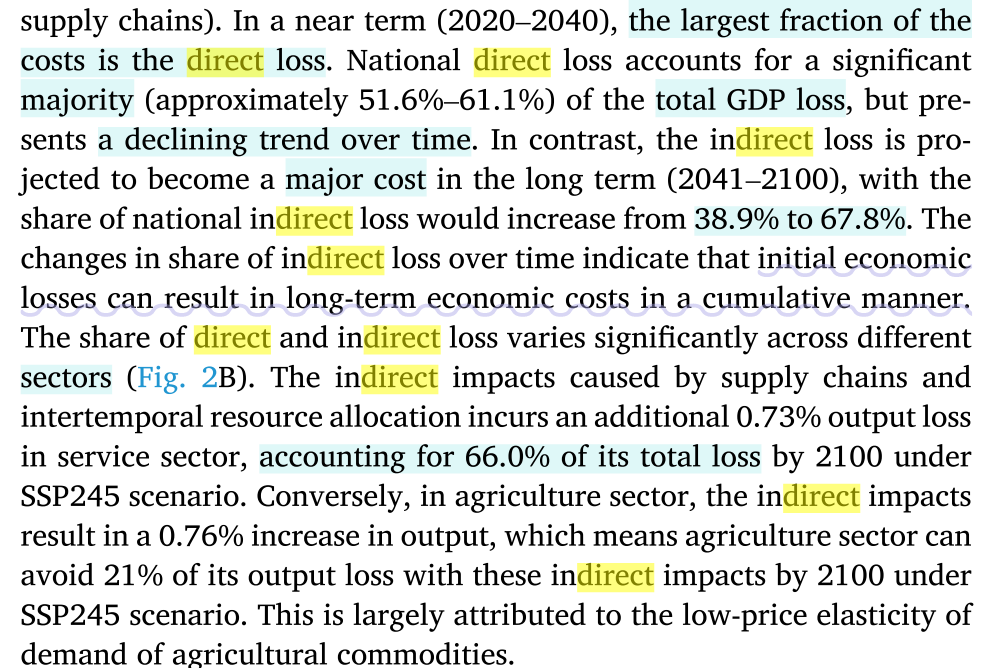 supply chains). In a near term (2020–2040), the largest fraction of the
costs is the direct loss. National direct loss accounts for a significant
majority (approximately 51.6%–61.1%) of the total GDP loss, but pre-
sents a declining trend over time. In contrast, the indirect loss is pro-
jected to become a major cost in the long term (2041–2100), with the
share of national indirect loss would increase from 38.9% to 67.8%. The
changes in share of indirect loss over time indicate that initial economic
losses can result in long-term economic costs in a cumulative manner.
The share of direct and indirect loss varies significantly across different
sectors (Fig. 2B). The indirect impacts caused by supply chains and
intertemporal resource allocation incurs an additional 0.73% output loss
in service sector, accounting for 66.0% of its total loss by 2100 under
SSP245 scenario. Conversely, in agriculture sector, the indirect impacts
result in a 0.76% increase in output, which means agriculture sector can
avoid 21% of its output loss with these indirect impacts by 2100 under
SSP245 scenario. This is largely attributed to the low-price elasticity of
demand of agricultural commodities.